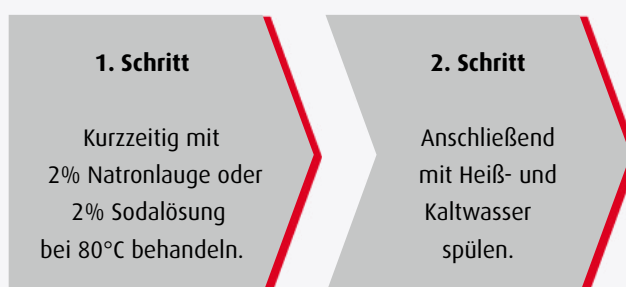 1. Schritt
Kurzzeitig mit
2% Natronlauge oder
2% Sodalösung
bei 80°C behandeln.
2. Schritt
Anschließend
mit Heiß- und
Kaltwasser
spülen.